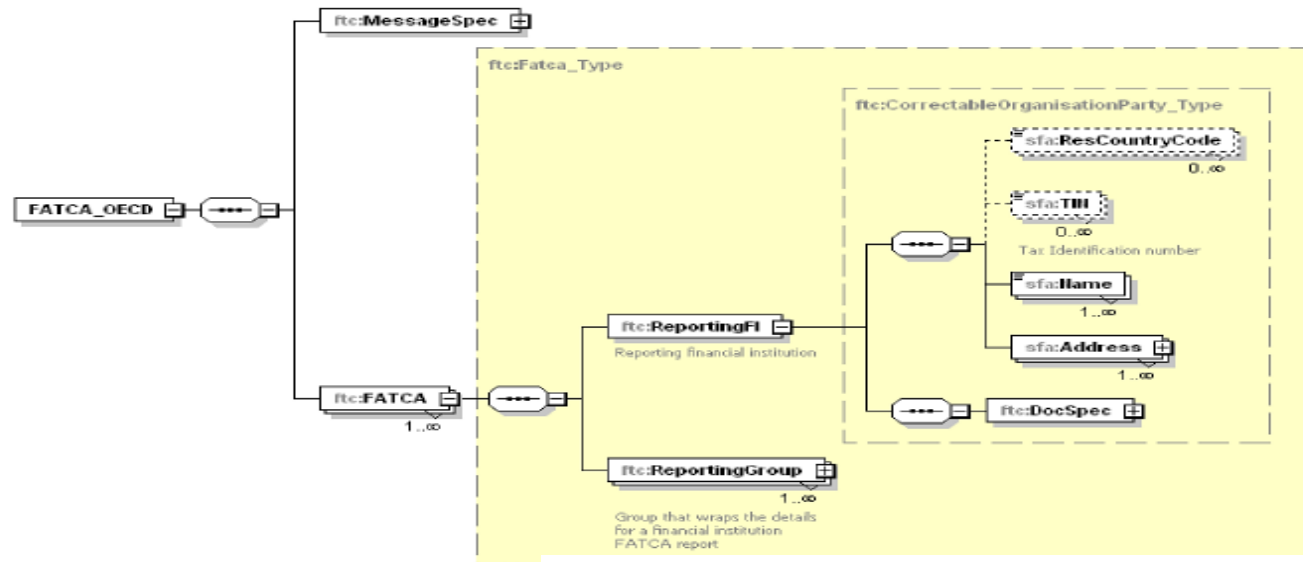 ftc:MessageSpec
ftc:Fatca_Type
ftc:CorrectableOrganisationParty_Type
sfa:ResCountryCode
0..∞
FATCA_OECD
sfa:TIN
0..∞
Tax Identification number
sfa:Name
1..∞
ftc:ReportingFI
Reporting financial institution
sfa:Address
1..∞
ftc:FATCA
1..∞
ftc:DocSpec
ftc:ReportingGroup
1..∞
Group that wraps the details
for a financial institution
FATCA report